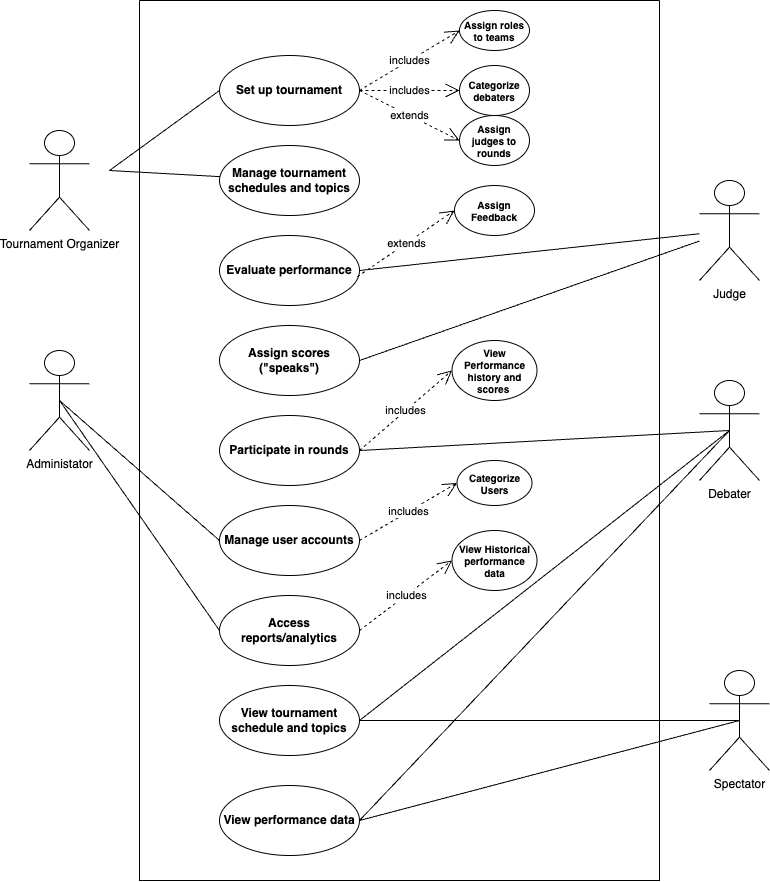 Assign roles
to teams
includes
Set up tournament
includes
Categorize
debaters
extends
Assign
judges to
rounds
Manage tournament
schedules and topics
Tournament Organizer
Assign
Feedback
extends
Evaluate performance
Judge
Assign scores
("speaks")
View
Performance
history and
scores
includes
Administator
Participate in rounds
Debater
Categorize
Users
includes
Manage user accounts
View Historical
performance
data
includes
Access
reports/analytics
View tournament
schedule and topics
Spectator
View performance data